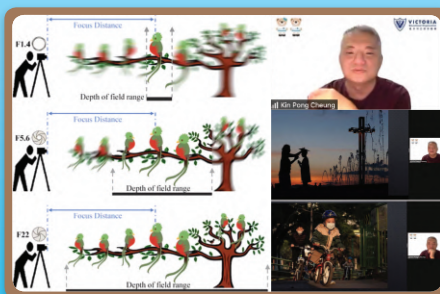 F1.4
Focus Distance
Depth of field range
F5.6
Focus Distance
Depth of field range
F22
Focus Distance
Depth of field range
VICTORIA
Kin Pong Cheung